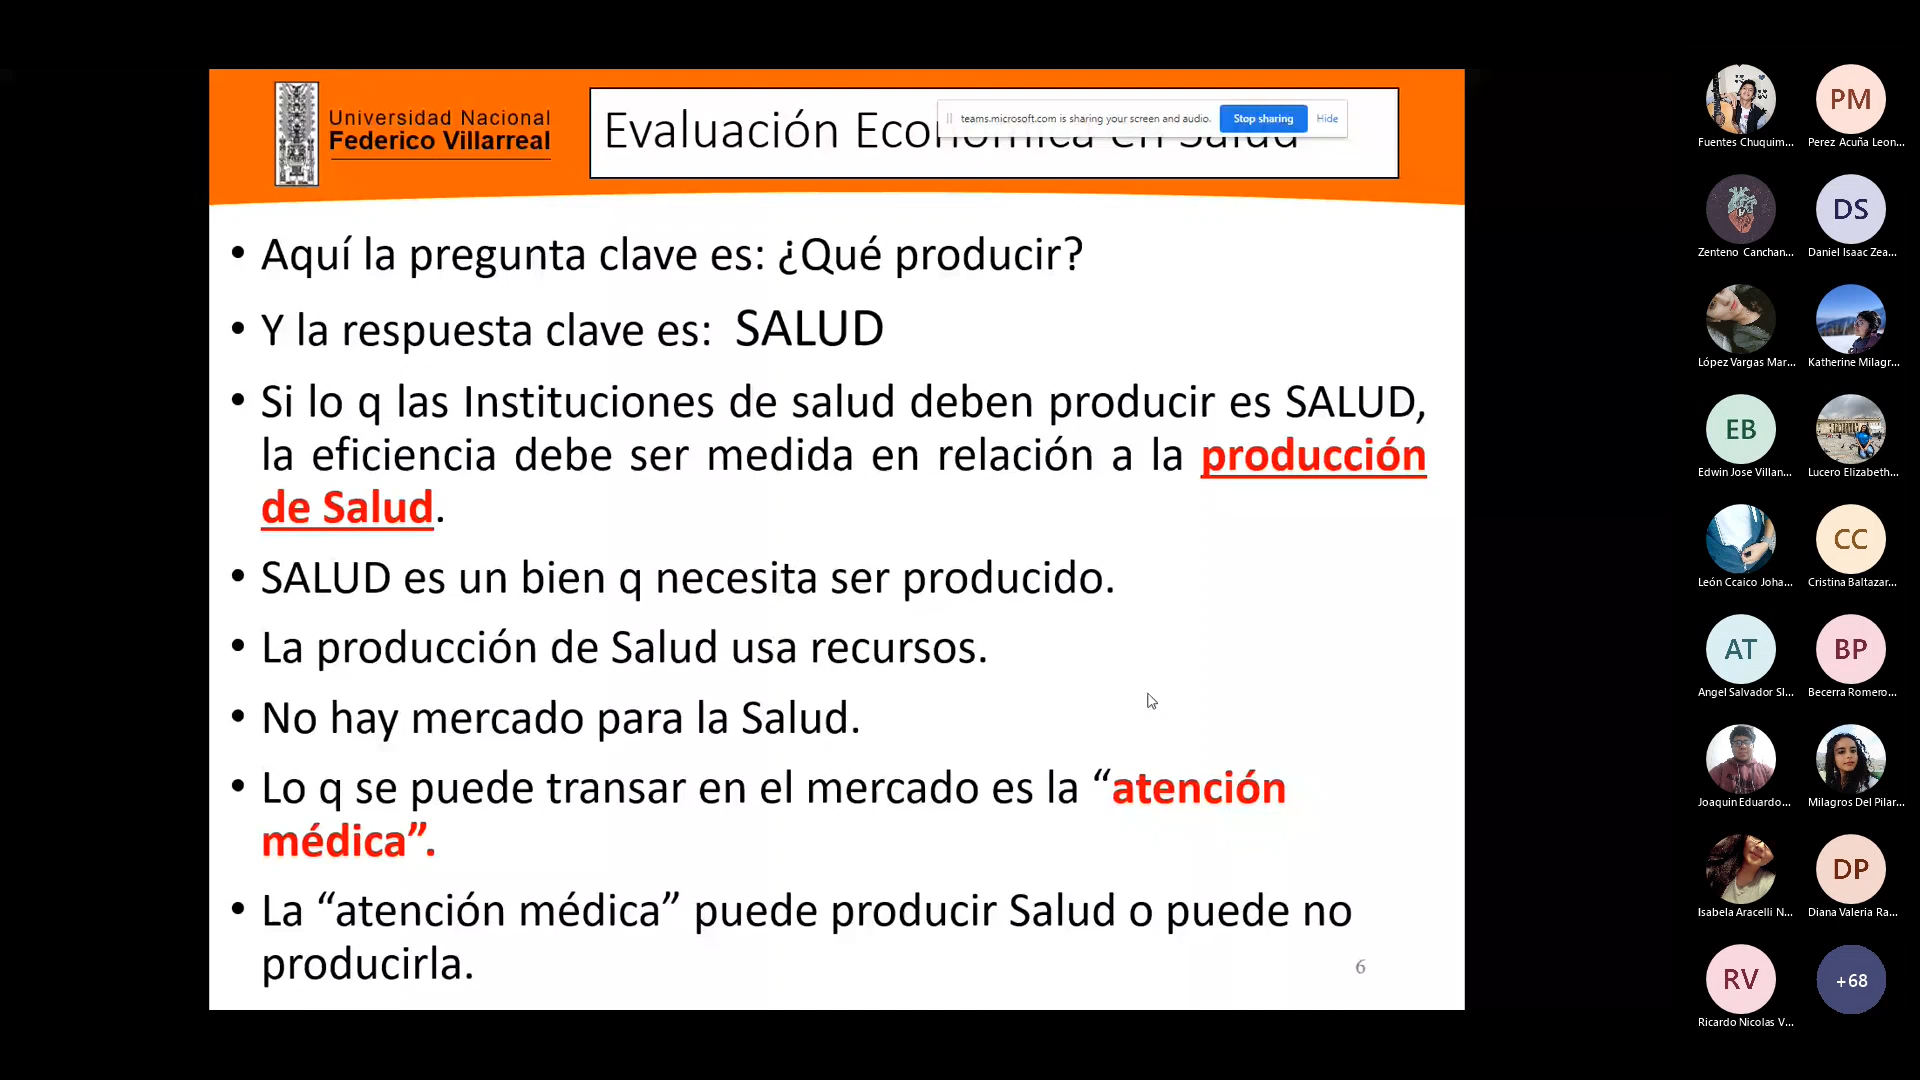 Universidad Nacional
Federico Villarreal
Evaluación Económica en Salud
teams.microsoft.com is sharing your screen and audio.
Stop sharing
Hide
• Aquí la pregunta clave es: ¿Qué producir?
• Y la respuesta clave es: SALUD
• Si lo q las Instituciones de salud deben producir es SALUD,
la eficiencia debe ser medida en relación a la producción
de Salud.
• SALUD es un bien q necesita ser producido.
• La producción de Salud usa recursos.
• No hay mercado para la Salud.
• Lo q se puede transar en el mercado es la “atención
médica”.
• La “atención médica” puede producir Salud o puede no
producirla.
6
PM
Fuentes Chuquim...
Perez Acuña Leon...
DS
Zenteno Canchan...
Daniel Isaac Zea...
López Vargas Mar...
Katherine Milagr...
EB
Edwin Jose Villan...
Lucero Elizabeth...
CC
León Ccaico Joha...
Cristina Baltazar...
AT
BP
Angel Salvador Sl...
Becerra Romero...
Joaquin Eduardo...
Milagros Del Pilar...
DP
Isabela Aracelli N...
Diana Valeria Ra...
RV
+68
Ricardo Nicolas V...